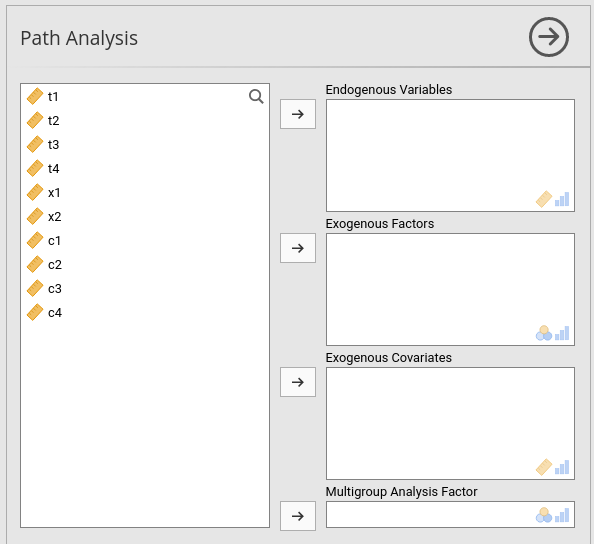 Path Analysis
t1
t2
t3
t4
x1
x2
c1
c2
c3
c4
Endogenous Variables
Exogenous Factors
Exogenous Covariates
Multigroup Analysis Factor